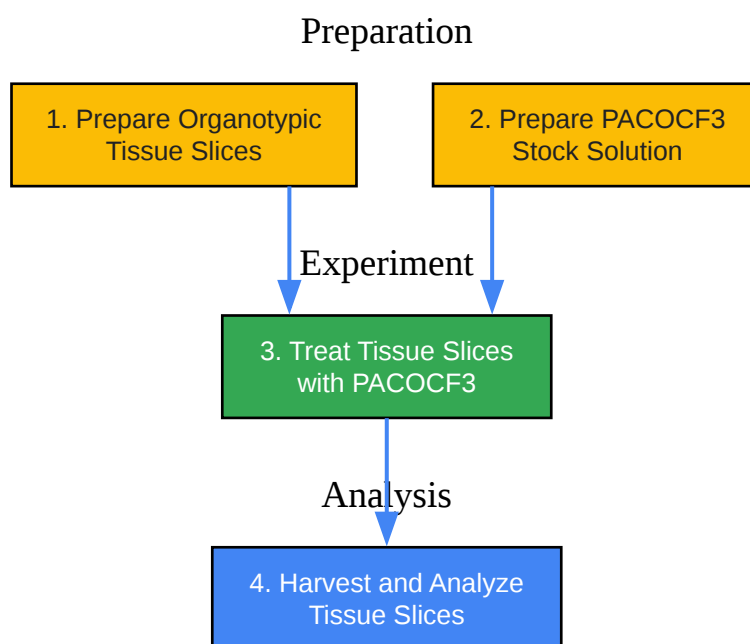 Preparation
1. Prepare Organotypic
Tissue Slices
2. Prepare PACOCF3
Stock Solution
Experiment
3. Treat Tissue Slices
with PACOCF3
Analysis
4. Harvest and Analyze
Tissue Slices